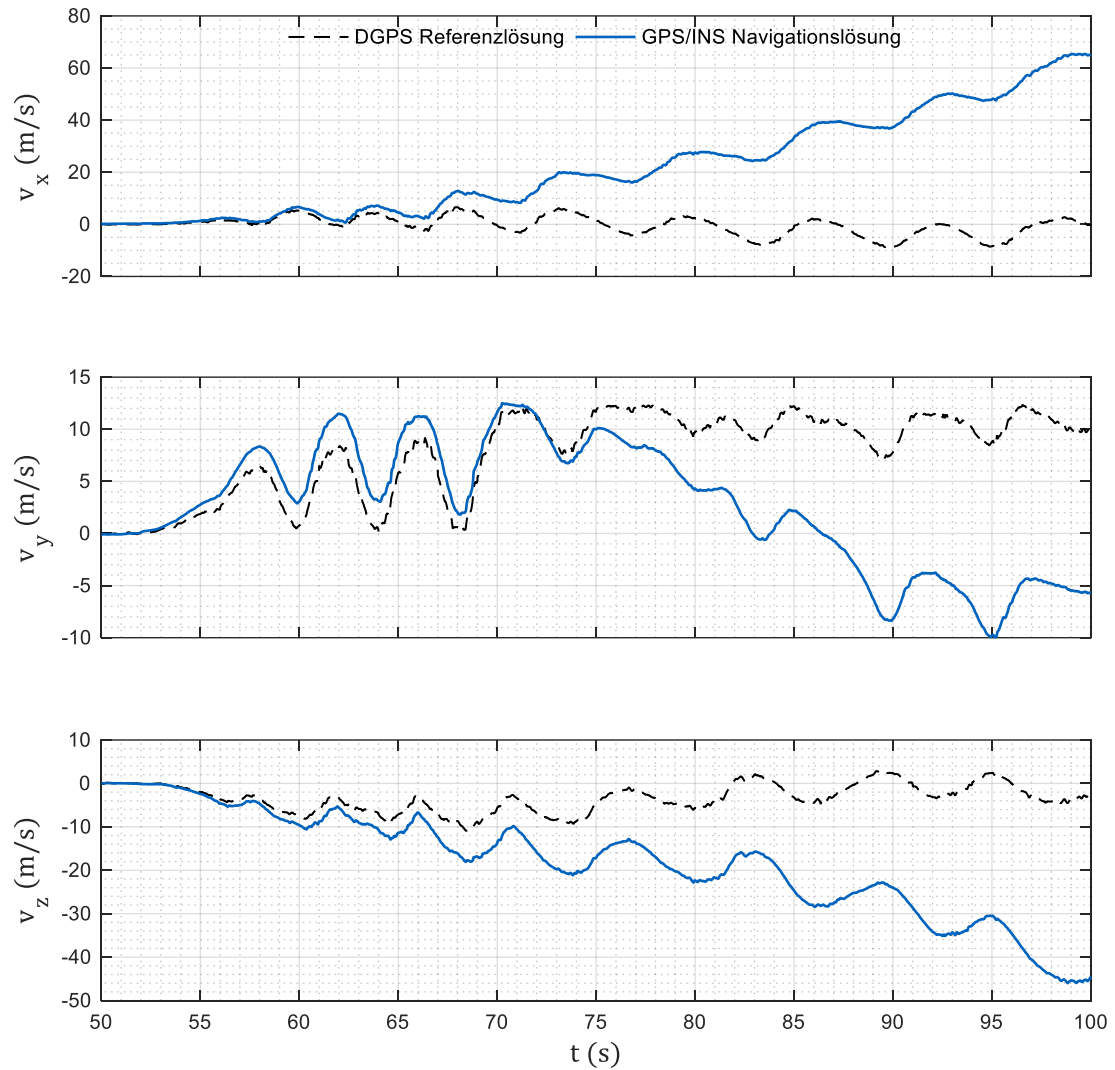 80
60
40
20
0
-20
v_x (m/s)
DGPS Referenzlösung
GPS/INS Navigationslösung
15
10
5
0
-5
-10
v_y (m/s)
10
0
-10
-20
-30
-40
-50
v_z (m/s)
50 55 60 65 70 75 80 85 90 95 100
t (s)